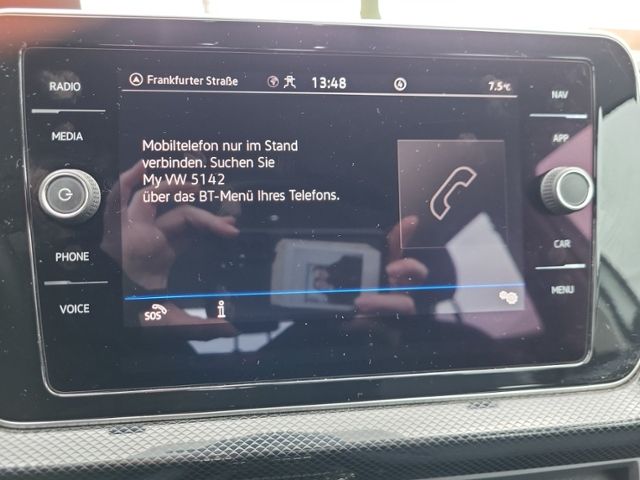 RADIO
MEDIA
PHONE
VOICE
Frankfurter Straße
13:48
7.5°C
Mobiltelefon nur im Stand
verbinden. Suchen Sie
My VW 5142
über das BT-Menü Ihres Telefons.
SOS
i
NAV
APP
CAR
MENU